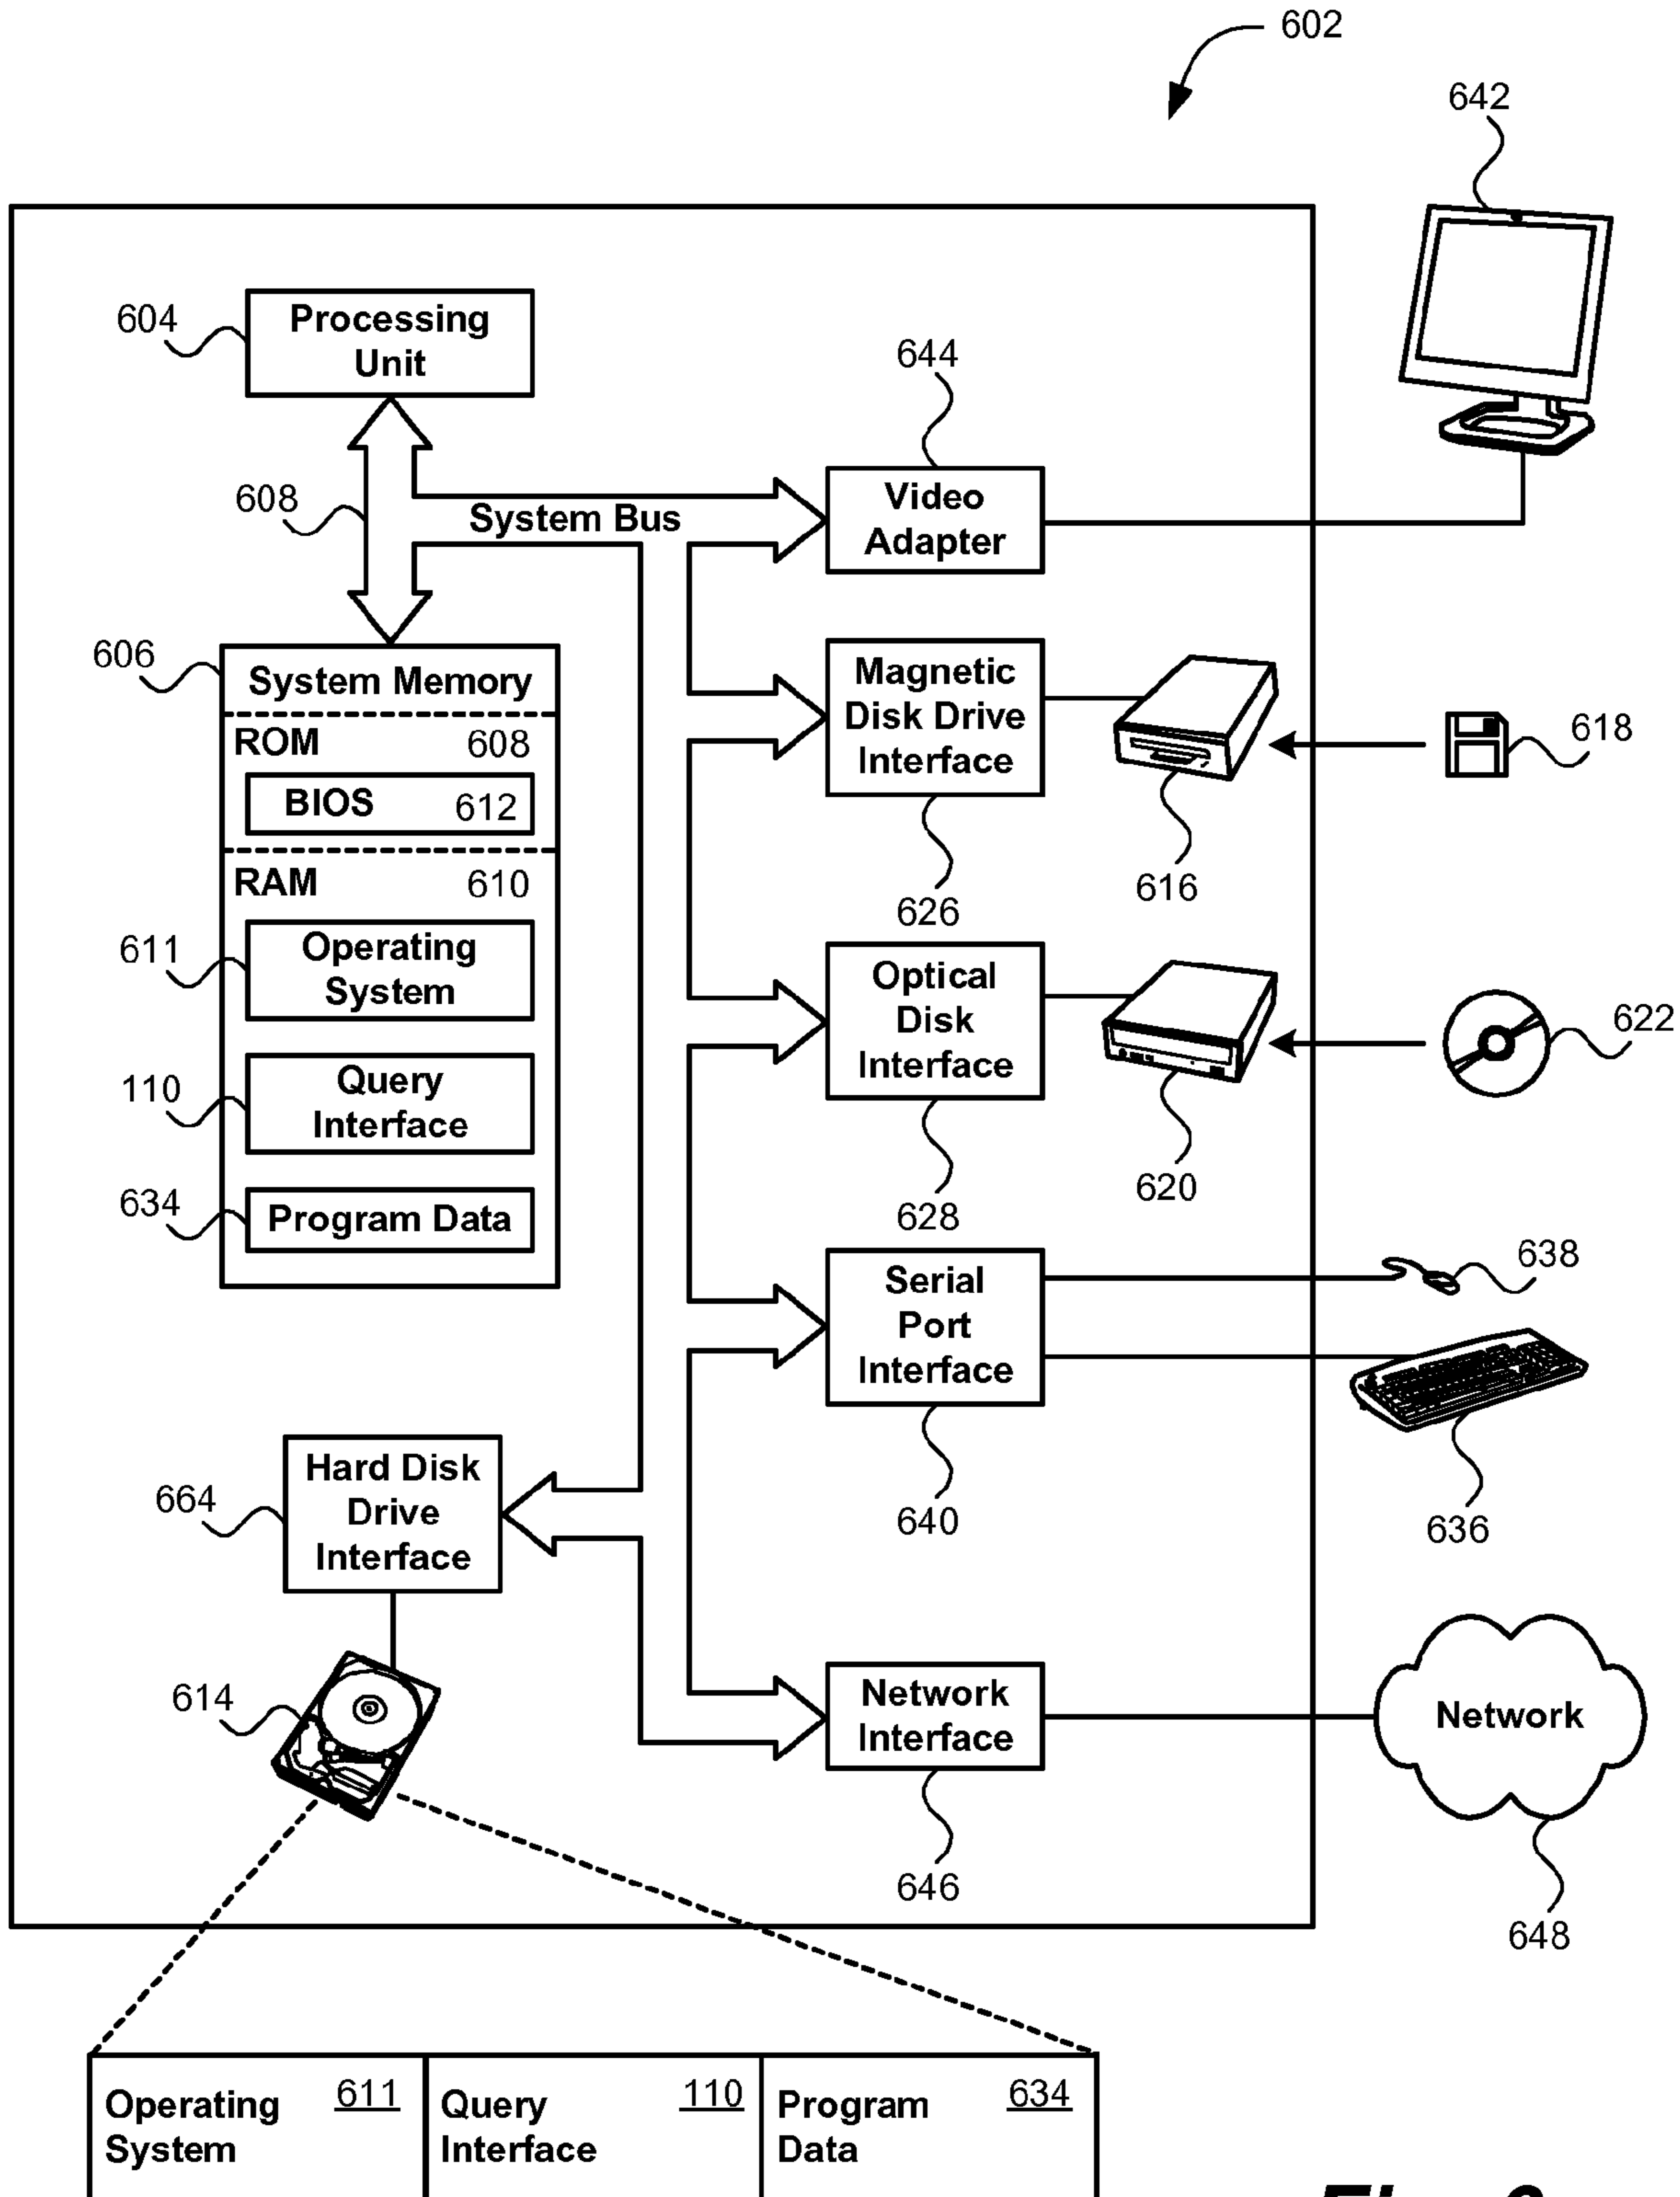 602
642
604
Processing
Unit
644
608
System Bus
Video
Adapter
606
System Memory
ROM 608
BIOS 612
RAM 610
611
Operating
System
110
Query
Interface
634
Program Data
Magnetic
Disk Drive
Interface
626
616
618
Optical
Disk
Interface
628
620
622
Serial
Port
Interface
640
638
636
664
Hard Disk
Drive
Interface
614
Network
Interface
646
Network
648
Operating 611
System
Query 110
Interface
Program 634
Data